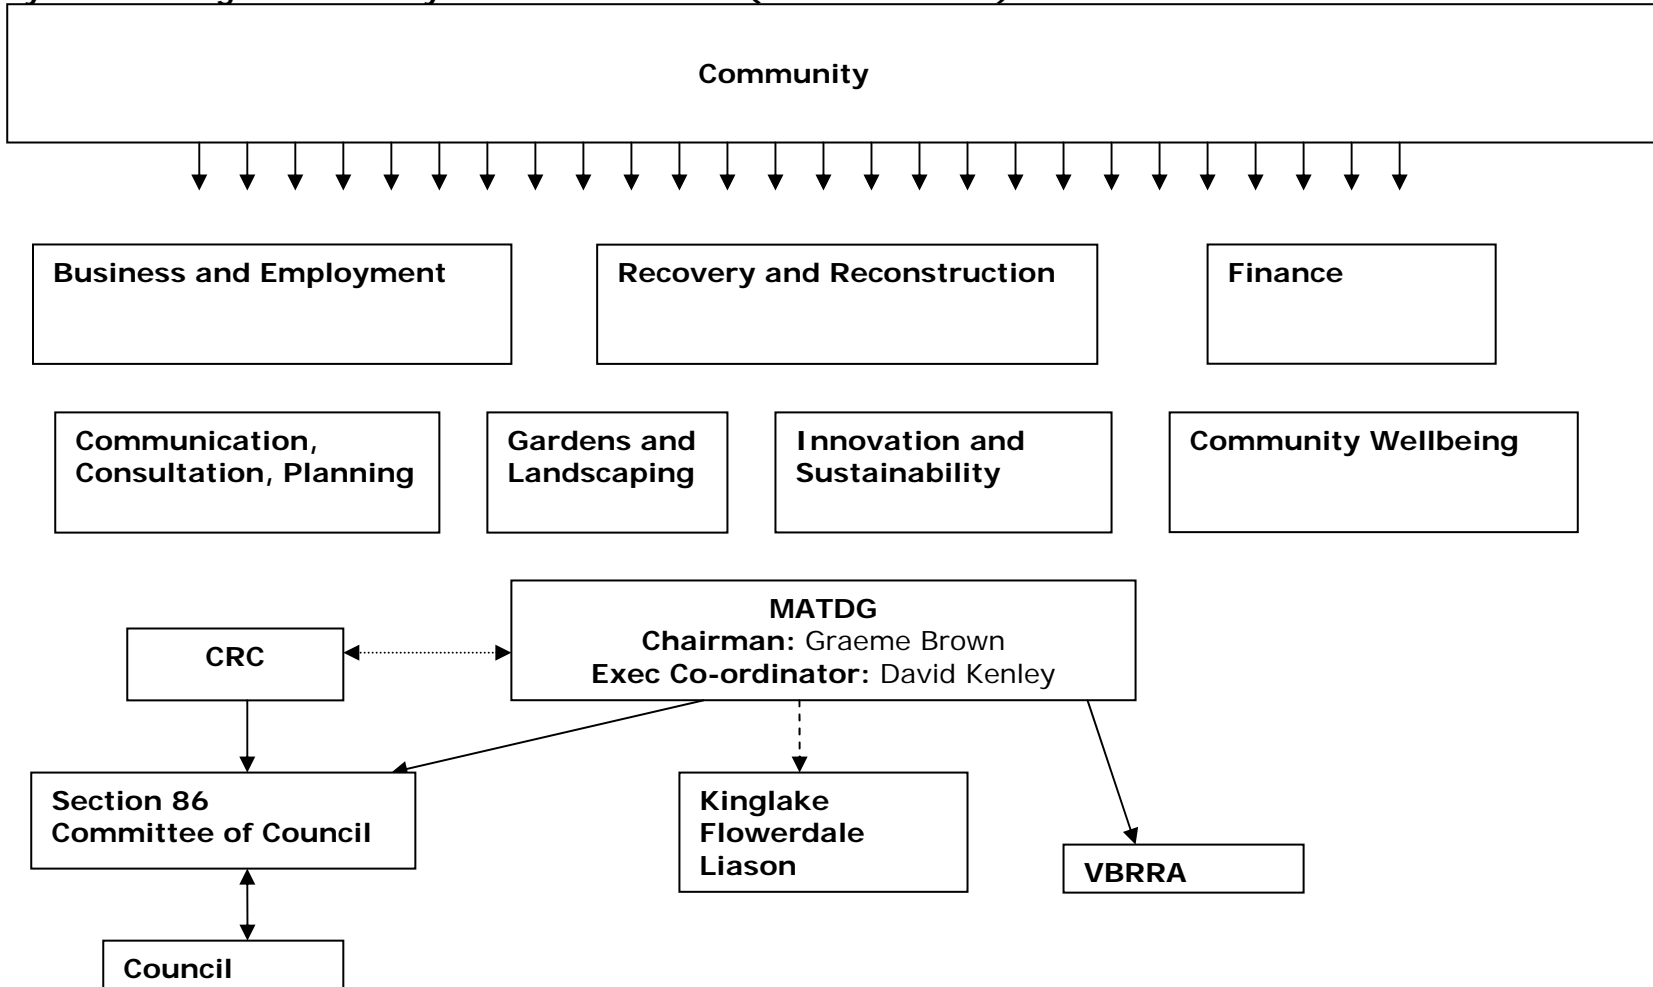 Community
Business and Employment
Recovery and Reconstruction
Finance
Communication,
Consultation, Planning
Gardens and
Landscaping
Innovation and
Sustainability
Community Wellbeing
MATDG
Chairman: Graeme Brown
Exec Co-ordinator: David Kenley
CRC
Section 86
Committee of Council
Kinglake
Flowerdale
Liason
VBRRA
Council